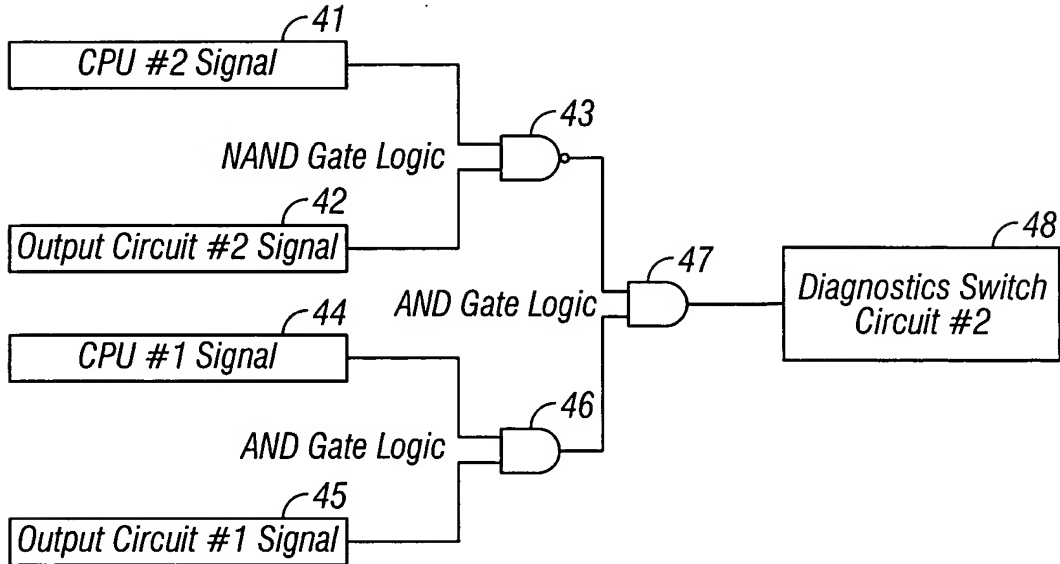 41
CPU #2 Signal
43
NAND Gate Logic
42
Output Circuit #2 Signal
47
48
AND Gate Logic
Diagnostics Switch
Circuit #2
44
CPU #1 Signal
46
AND Gate Logic
45
Output Circuit #1 Signal